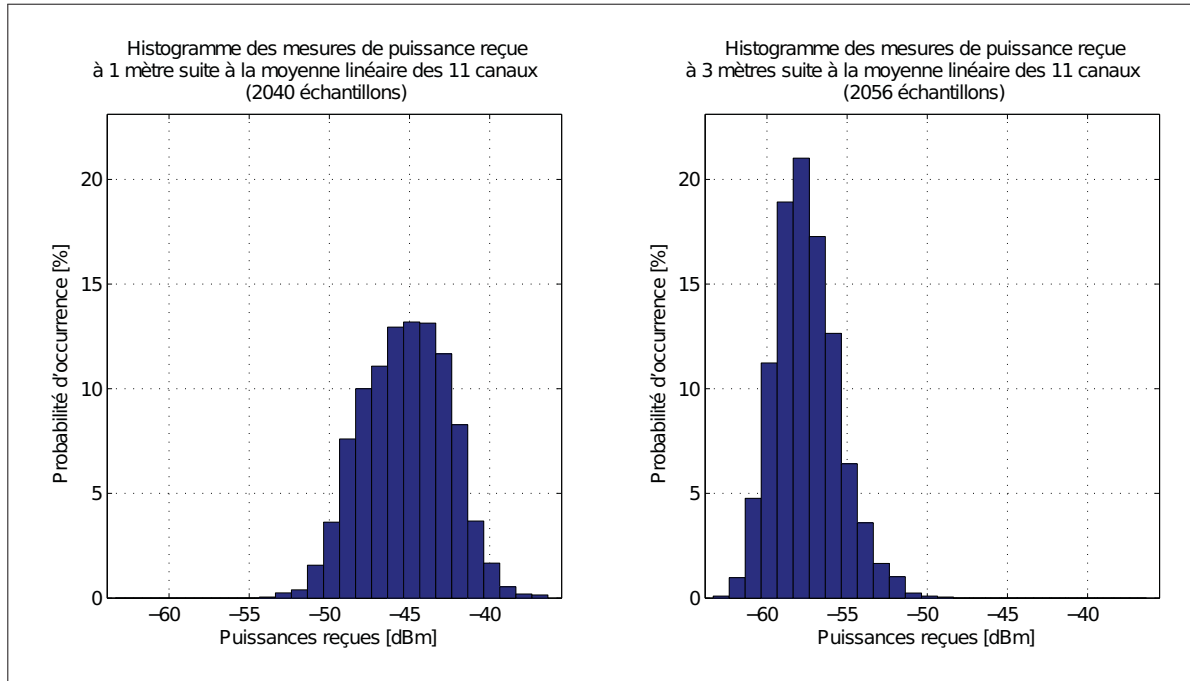 Histogramme des mesures de puissance reçue
à 1 mètre suite à la moyenne linéaire des 11 canaux
(2040 échantillons)
20
15
10
5
0
Probabilité d'occurrence [%]
−60
−55
−50
−45
−40
Puissances reçues [dBm]
Histogramme des mesures de puissance reçue
à 3 mètres suite à la moyenne linéaire des 11 canaux
(2056 échantillons)
20
15
10
5
0
Probabilité d'occurrence [%]
−60
−55
−50
−45
−40
Puissances reçues [dBm]